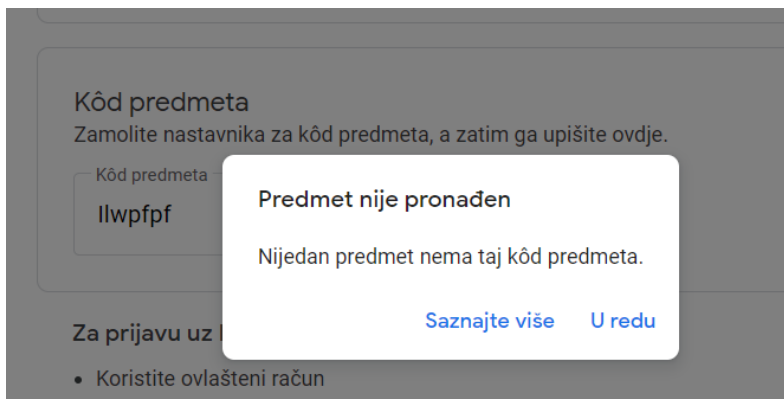 Kôd predmeta
Zamolite nastavnika za kôd predmeta, a zatim ga upišite ovdje.
Kôd predmeta
Ilwpfpf
Predmet nije pronađen
Nijedan predmet nema taj kôd predmeta.
Saznajte više U redu
Za prijavu uz
• Koristite ovlašteni račun